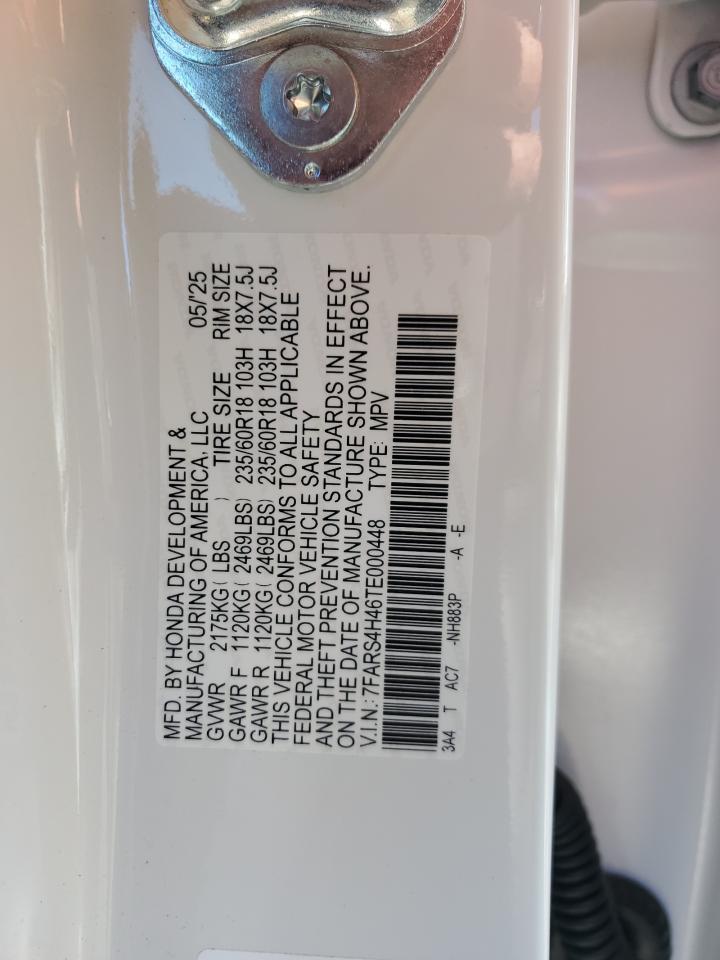 MFD. BY HONDA DEVELOPMENT &
MANUFACTURING OF AMERICA, LLC 05/'25
GVWR 2175KG( LBS ) TIRE SIZE RIM SIZE
GAWR F 1120KG( 2469LBS) 235/60R18 103H 18X7.5J
GAWR R 1120KG( 2469LBS) 235/60R18 103H 18X7.5J
THIS VEHICLE CONFORMS TO ALL APPLICABLE
FEDERAL MOTOR VEHICLE SAFETY
AND THEFT PREVENTION STANDARDS IN EFFECT
ON THE DATE OF MANUFACTURE SHOWN ABOVE.
V.I.N.:7FARS4H46TE000448 TYPE: MPV
3A4 T AC7 -NH883P -A -E